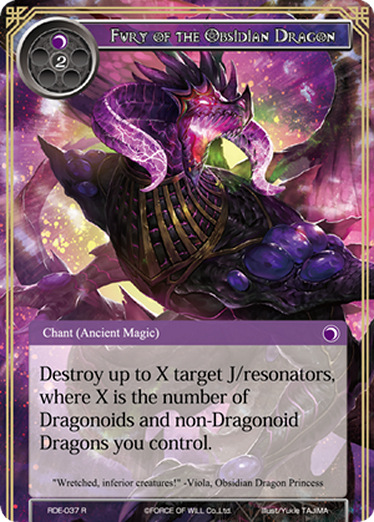 Fury of the Obsidian Dragon
2
Chant (Ancient Magic)
Destroy up to X target J/resonators,
where X is the number of
Dragonoids and non-Dragonoid
Dragons you control.
"Wretched, inferior creatures!" -Viola, Obsidian Dragon Princess
RDE-037 R ©FORCE OF WILL Co.,Ltd. Illust/Yukie TAJIMA